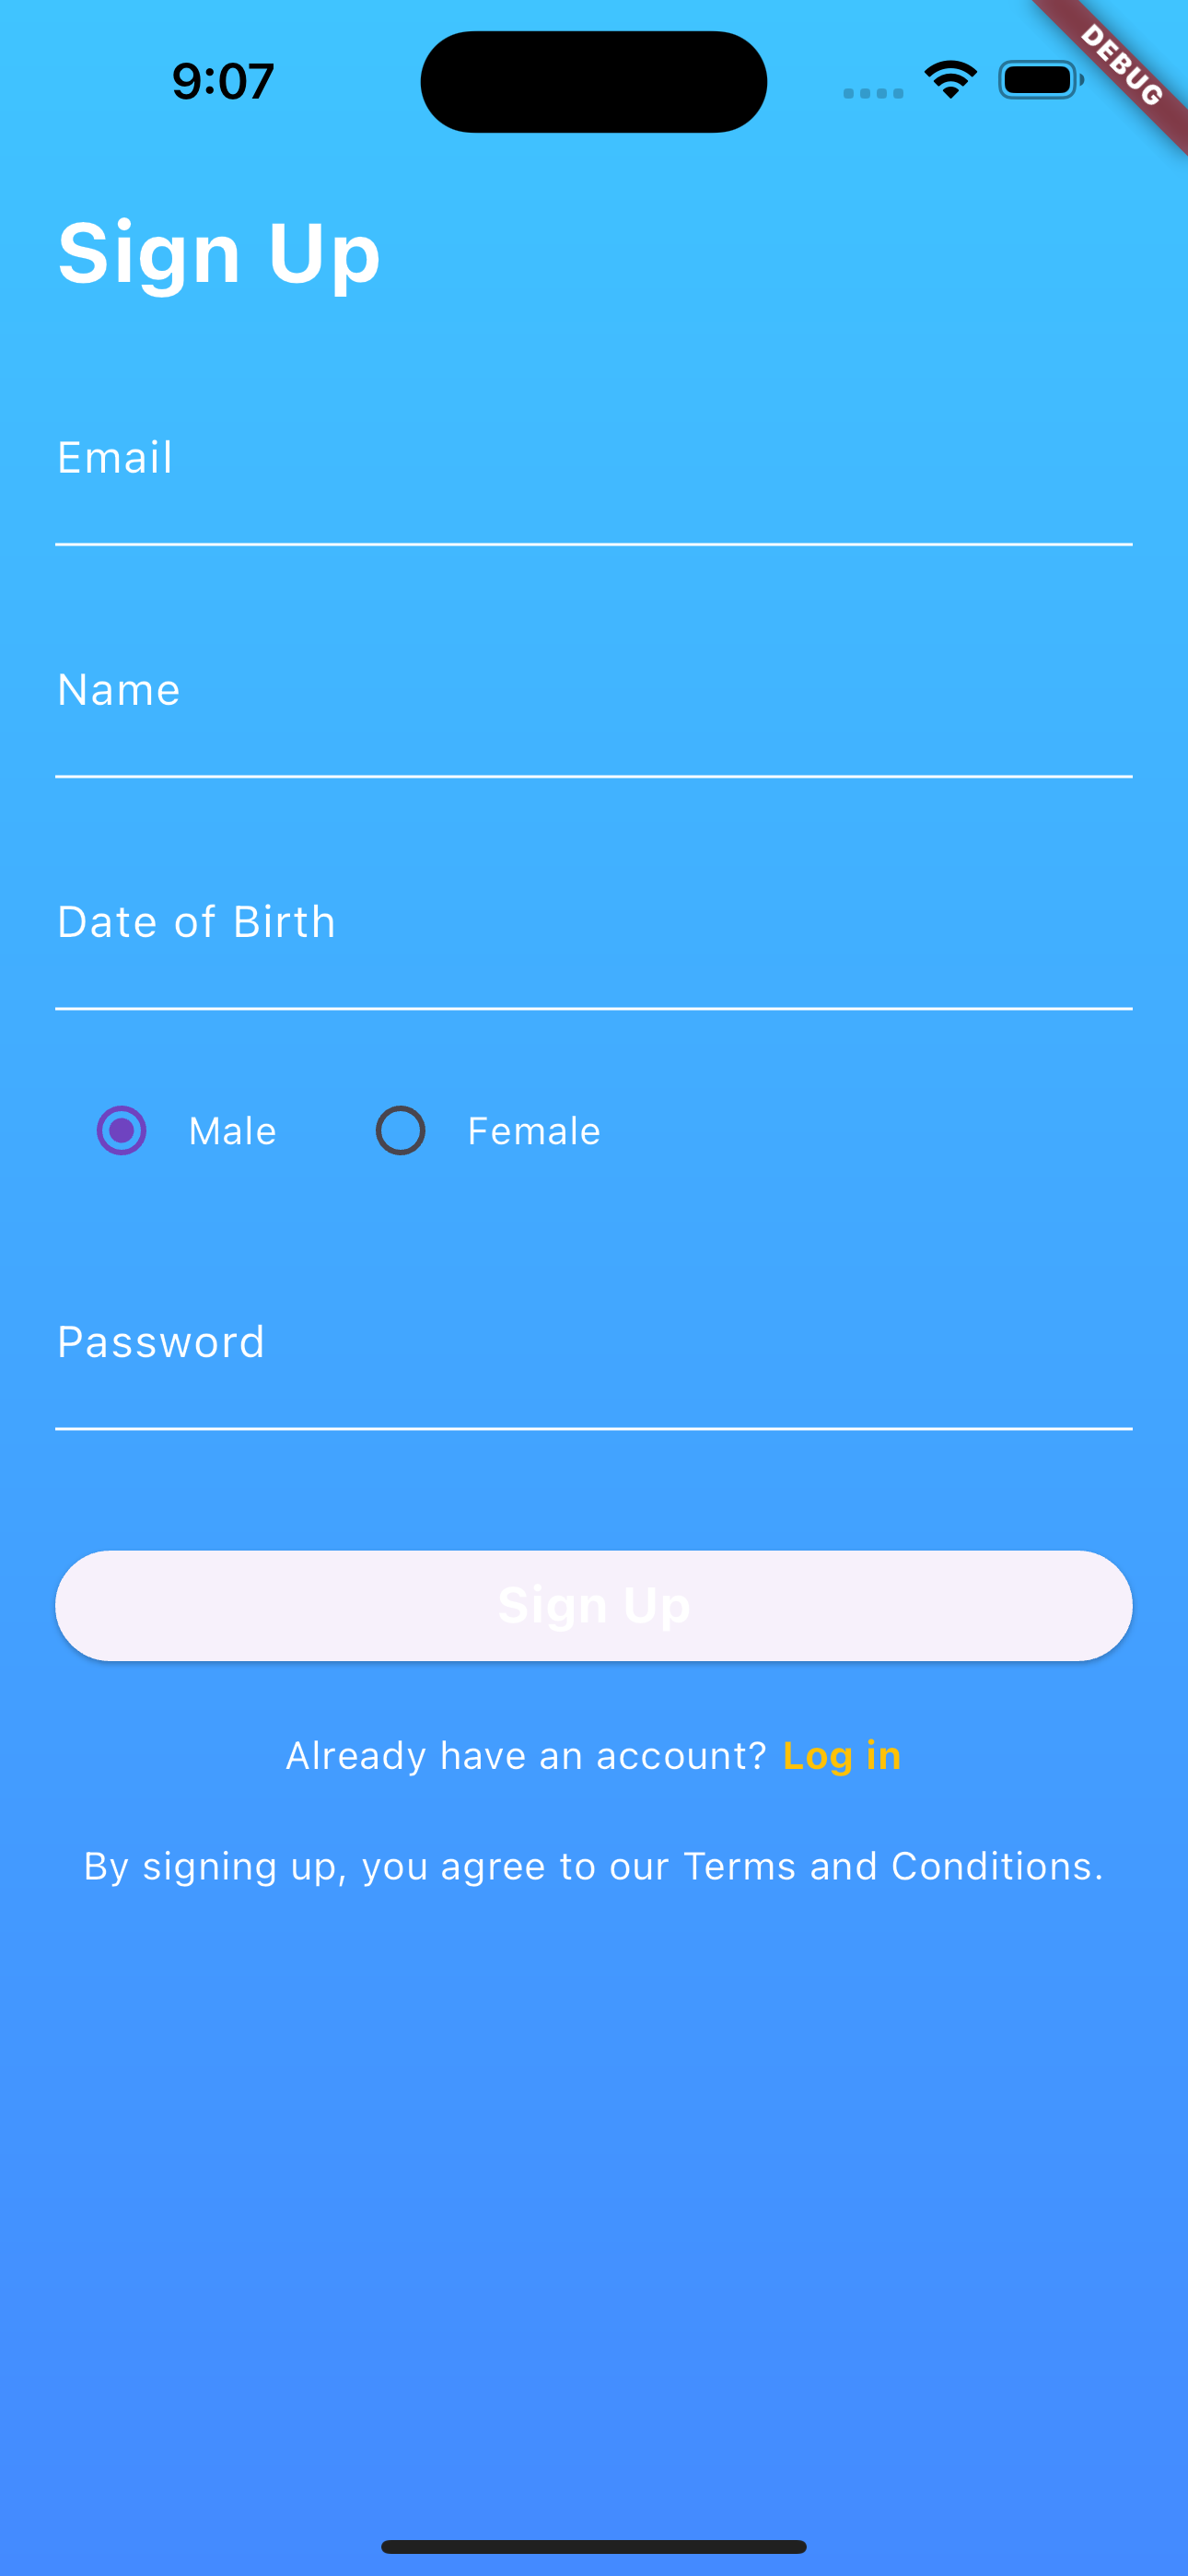 9:07
DEBUG
Sign Up
Email
Name
Date of Birth
Male Female
Password
Sign Up
Already have an account? Log in
By signing up, you agree to our Terms and Conditions.